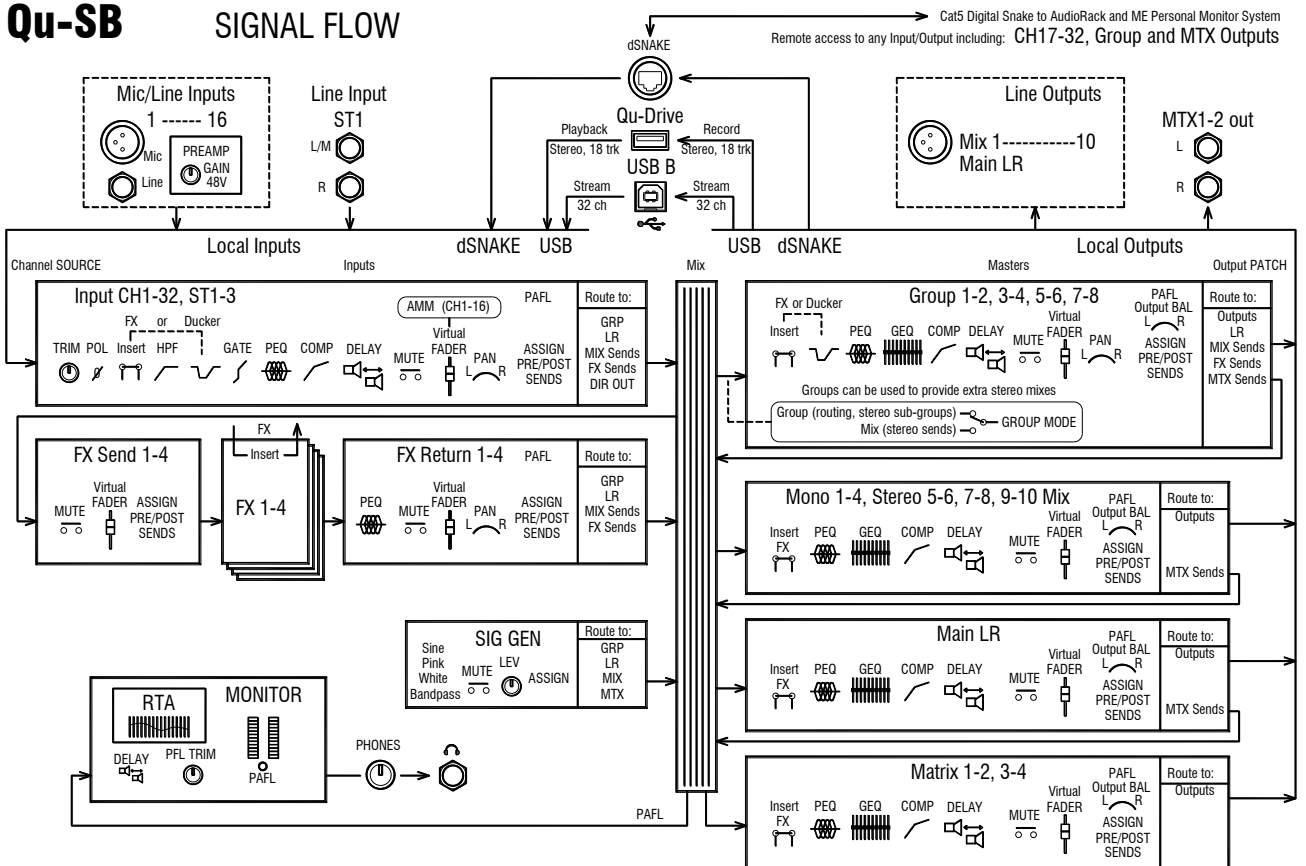 Qu-SB SIGNAL FLOW
Cat5 Digital Snake to AudioRack and ME Personal Monitor System
Remote access to any Input/Output including: CH17-32, Group and MTX Outputs
dSNAKE
Mic/Line Inputs
1 ------ 16
Mic
Line
PREAMP
GAIN
48V
Line Input
ST1
L/M
R
Qu-Drive
Playback
Stereo, 18 trk
Record
Stereo, 18 trk
USB B
Stream
32 ch
Stream
32 ch
Line Outputs
Mix 1-----------10
Main LR
MTX1-2 out
L
R
Local Inputs
dSNAKE USB
USB dSNAKE
Local Outputs
Channel SOURCE
Inputs
Mix
Masters
Output PATCH
Input CH1-32, ST1-3
AMM (CH1-16)
PAFL
Route to:
FX or Ducker
TRIM POL Insert HPF GATE PEQ COMP DELAY MUTE
Virtual
FADER
PAN
L R
ASSIGN
PRE/POST
SENDS
GRP
LR
MIX Sends
FX Sends
DIR OUT
Group 1-2, 3-4, 5-6, 7-8
FX or Ducker
Insert PEQ GEQ COMP DELAY MUTE
Virtual
FADER
PAN
L R
PAFL
Output BAL
L R
ASSIGN
PRE/POST
SENDS
Route to:
Outputs
LR
MIX Sends
FX Sends
MTX Sends
Groups can be used to provide extra stereo mixes
Group (routing, stereo sub-groups)
Mix (stereo sends)
GROUP MODE
FX Send 1-4
MUTE
Virtual
FADER
ASSIGN
PRE/POST
SENDS
FX
Insert
FX 1-4
FX Return 1-4
PAFL
Route to:
PEQ MUTE
Virtual
FADER
PAN
L R
ASSIGN
PRE/POST
SENDS
GRP
LR
MIX Sends
FX Sends
Mono 1-4, Stereo 5-6, 7-8, 9-10 Mix
Insert
FX
PEQ GEQ COMP DELAY MUTE
Virtual
FADER
PAFL
Output BAL
L R
ASSIGN
PRE/POST
SENDS
Route to:
Outputs
MTX Sends
SIG GEN
Sine
Pink
White
Bandpass
MUTE
LEV
ASSIGN
Route to:
GRP
LR
MIX
MTX
Main LR
Insert
FX
PEQ GEQ COMP DELAY MUTE
Virtual
FADER
PAFL
Output BAL
L R
ASSIGN
PRE/POST
SENDS
Route to:
Outputs
MTX Sends
RTA
MONITOR
DELAY
PFL TRIM
PAFL
PHONES
PAFL
Matrix 1-2, 3-4
Insert
FX
PEQ GEQ COMP DELAY MUTE
Virtual
FADER
PAFL
Output BAL
L R
ASSIGN
PRE/POST
SENDS
Route to:
Outputs